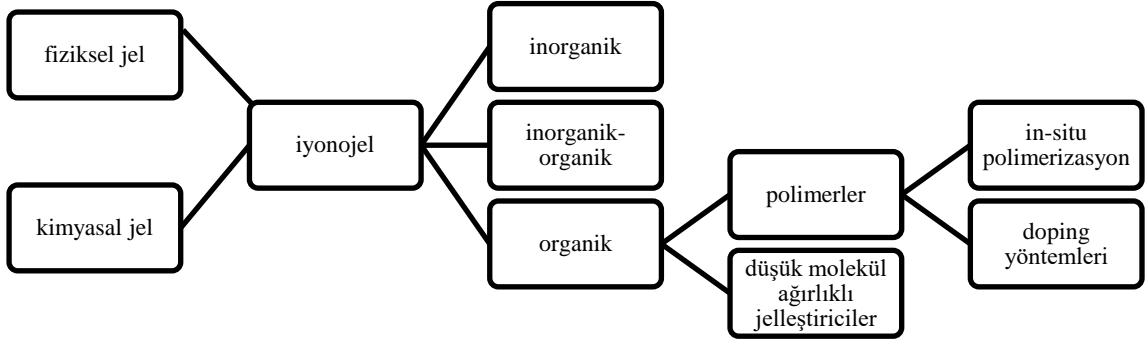 fiziksel jel
kimyasal jel
iyonojel
inorganik
inorganik-
organik
organik
polimerler
düşük molekül
ağırlıklı
jelleştiriciler
in-situ
polimerizasyon
doping
yöntemleri